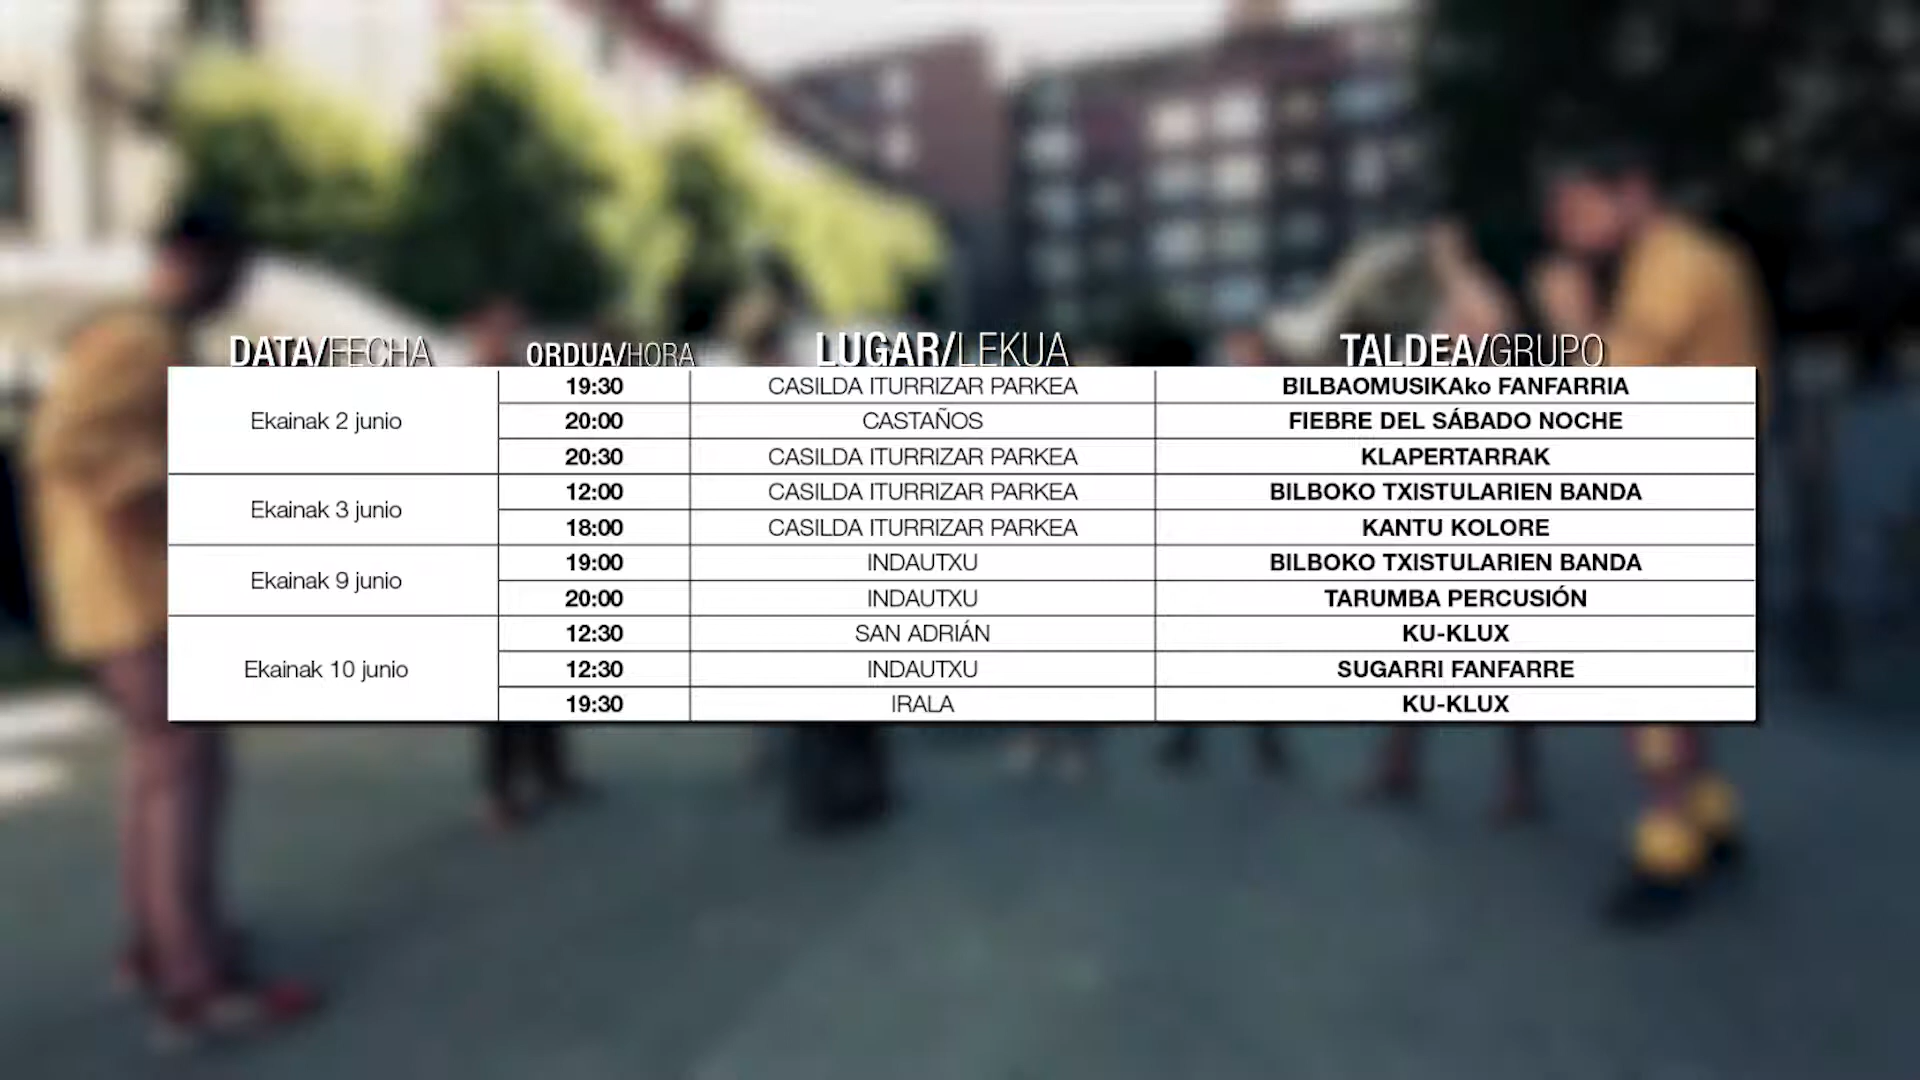 DATA/FECHA ORDUA/HORA LUGAR/LEKUA TALDEA/GRUPO
Ekainak 2 junio
19:30 CASILDA ITURRIZAR PARKEA BILBAOMUSIKAko FANFARRIA
20:00 CASTAÑOS FIEBRE DEL SÁBADO NOCHE
20:30 CASILDA ITURRIZAR PARKEA KLAPERTARRAK
Ekainak 3 junio
12:00 CASILDA ITURRIZAR PARKEA BILBOKO TXISTULARIEN BANDA
18:00 CASILDA ITURRIZAR PARKEA KANTU KOLORE
Ekainak 9 junio
19:00 INDAUTXU BILBOKO TXISTULARIEN BANDA
20:00 INDAUTXU TARUMBA PERCUSIÓN
Ekainak 10 junio
12:30 SAN ADRIÁN KU-KLUX
12:30 INDAUTXU SUGARRI FANFARRE
19:30 IRALA KU-KLUX